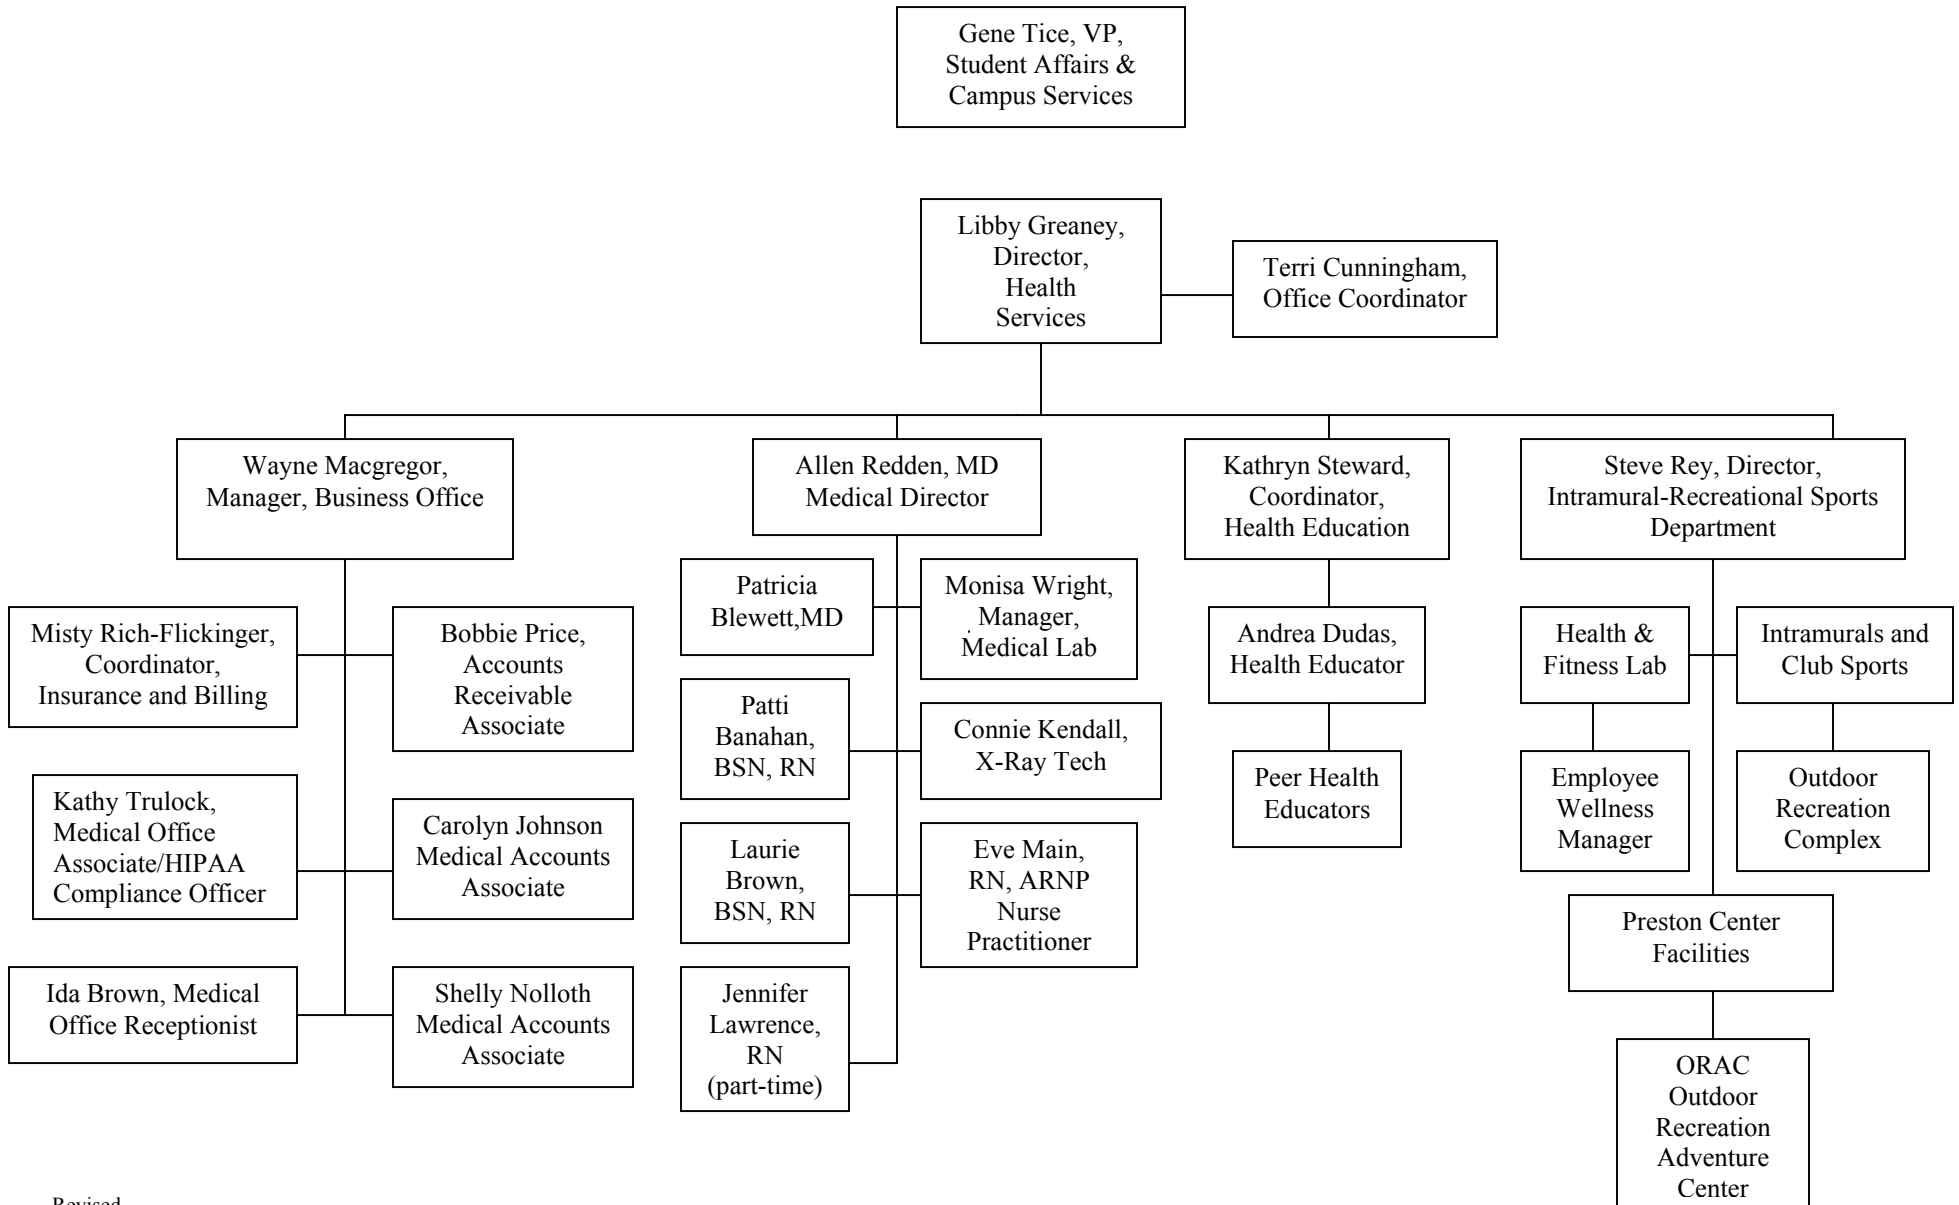 Gene Tice, VP,
Student Affairs &
Campus Services
Libby Greaney,
Director,
Health
Services
Terri Cunningham,
Office Coordinator
Wayne Macgregor,
Manager, Business Office
Allen Redden, MD
Medical Director
Kathryn Steward,
Coordinator,
Health Education
Steve Rey, Director,
Intramural-Recreational Sports
Department
Misty Rich-Flickinger,
Coordinator,
Insurance and Billing
Bobbie Price,
Accounts
Receivable
Associate
Kathy Trulock,
Medical Office
Associate/HIPAA
Compliance Officer
Carolyn Johnson
Medical Accounts
Associate
Ida Brown, Medical
Office Receptionist
Shelly Nolloth
Medical Accounts
Associate
Patricia
Blewett,MD
Monisa Wright,
Manager,
Medical Lab
Patti
Banahan,
BSN, RN
Connie Kendall,
X-Ray Tech
Laurie
Brown,
BSN, RN
Eve Main,
RN, ARNP
Nurse
Practitioner
Jennifer
Lawrence,
RN
(part-time)
Andrea Dudas,
Health Educator
Peer Health
Educators
Health &
Fitness Lab
Intramurals and
Club Sports
Employee
Wellness
Manager
Outdoor
Recreation
Complex
Preston Center
Facilities
ORAC
Outdoor
Recreation
Adventure
Center
Revised